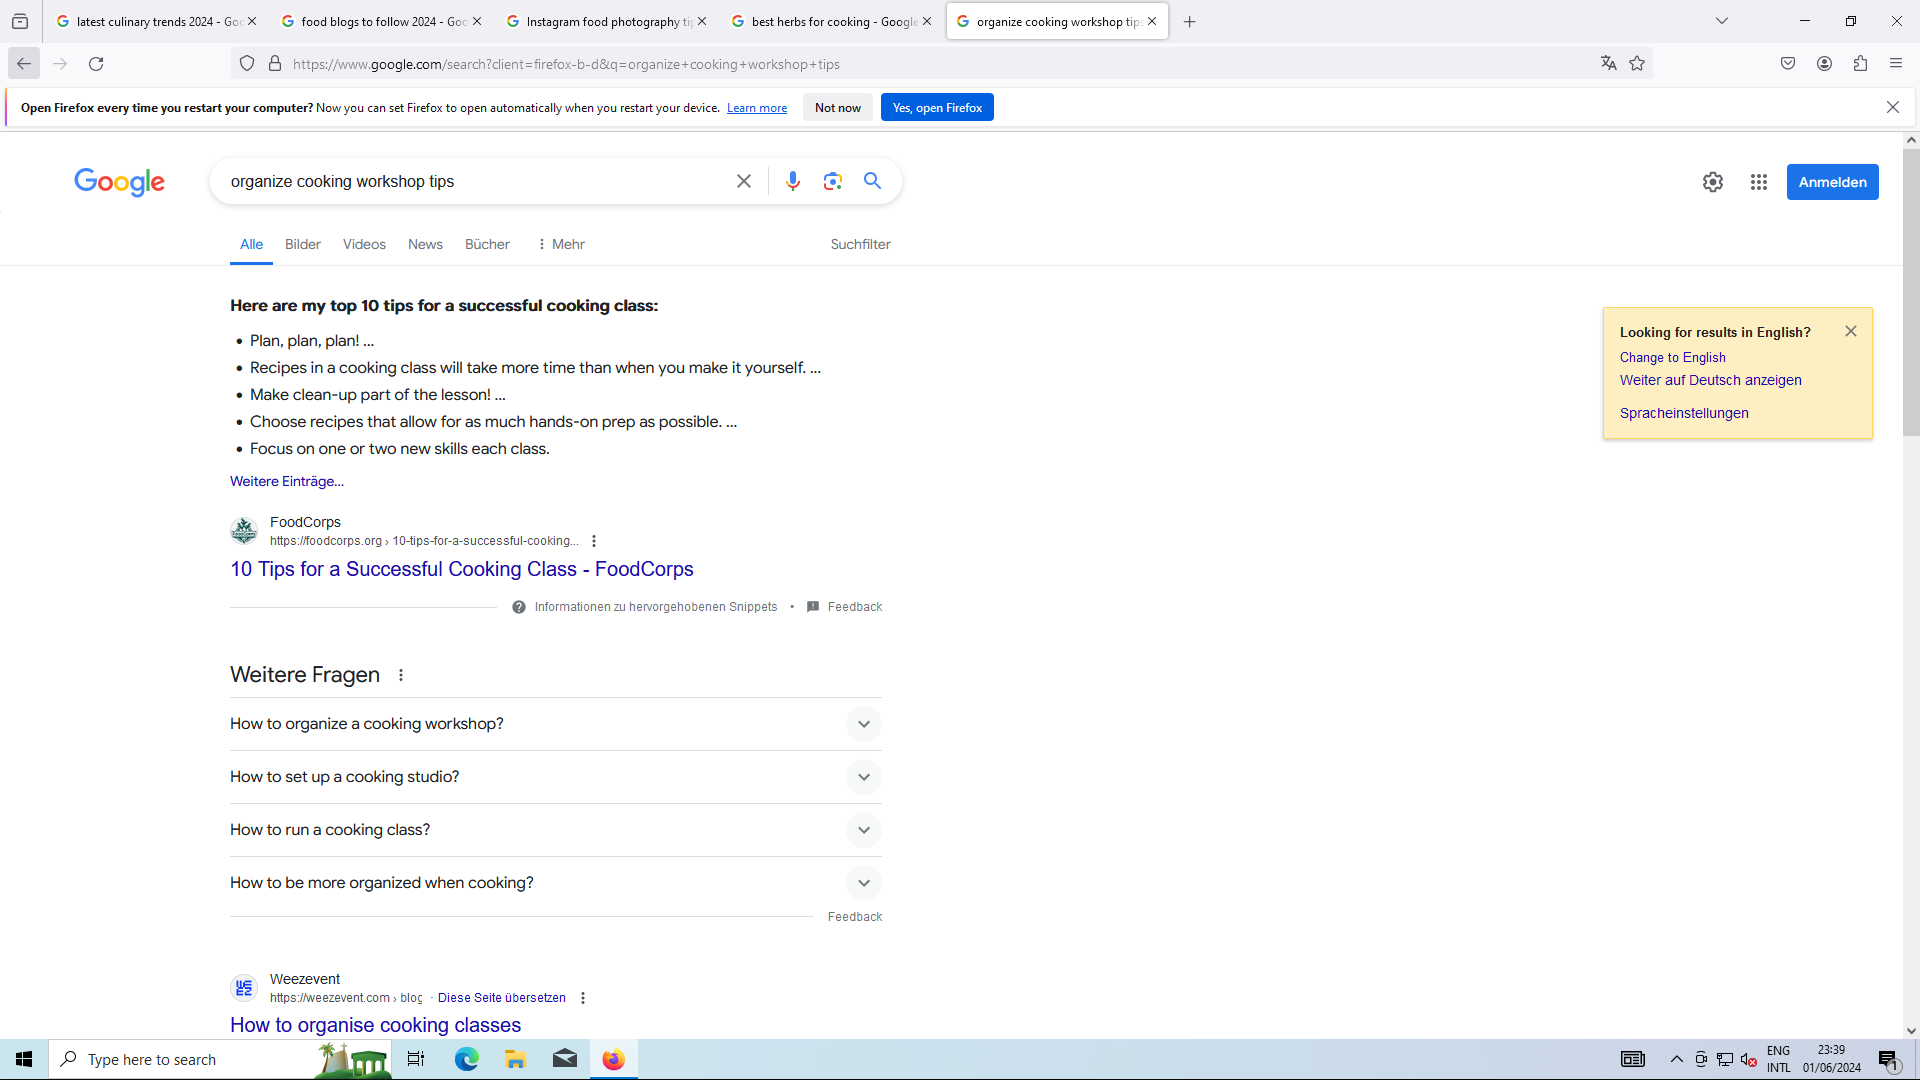 latest culinary trends 2024 - Goo
food blogs to follow 2024 - Goo
Instagram food photography tip
best herbs for cooking - Google
organize cooking workshop tips
https://www.google.com/search?client=firefox-b-d&q=organize+cooking+workshop+tips
Open Firefox every time you restart your computer? Now you can set Firefox to open automatically when you restart your device. Learn more
Not now
Yes, open Firefox
Google
organize cooking workshop tips
Anmelden
Alle
Bilder
Videos
News
Bücher
Mehr
Suchfilter
Here are my top 10 tips for a successful cooking class:
• Plan, plan, plan! ...
• Recipes in a cooking class will take more time than when you make it yourself. ...
• Make clean-up part of the lesson! ...
• Choose recipes that allow for as much hands-on prep as possible. ...
• Focus on one or two new skills each class.
Weitere Einträge...
Looking for results in English?
Change to English
Weiter auf Deutsch anzeigen
Spracheinstellungen
FoodCorps
https://foodcorps.org › 10-tips-for-a-successful-cooking...
10 Tips for a Successful Cooking Class - FoodCorps
Informationen zu hervorgehobenen Snippets • Feedback
Weitere Fragen
How to organize a cooking workshop?
How to set up a cooking studio?
How to run a cooking class?
How to be more organized when cooking?
Feedback
WEEZ
Weezevent
https://weezevent.com › blog · Diese Seite übersetzen
How to organise cooking classes
Type here to search
ENG
INTL
23:39
01/06/2024
1